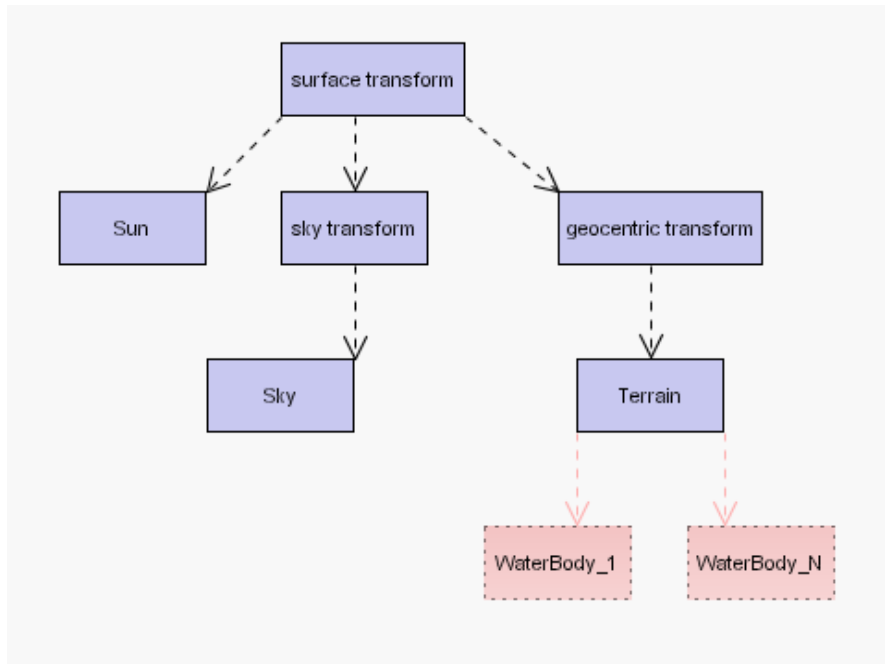 surface transform
Sun
sky transform
geocentric transform
Sky
Terrain
WaterBody_1
WaterBody_N